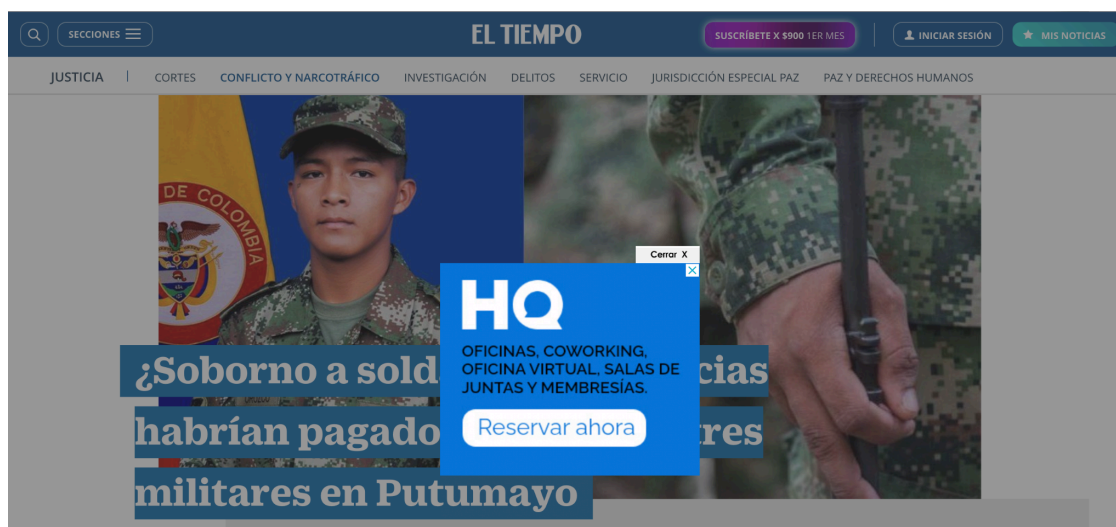 SECCIONES
EL TIEMPO
SUSCRÍBETE X $900 1ER MES
INICIAR SESIÓN
MIS NOTICIAS
JUSTICIA
CORTES
CONFLICTO Y NARCOTRÁFICO
INVESTIGACIÓN
DELITOS
SERVICIO
JURISDICCIÓN ESPECIAL PAZ
PAZ Y DERECHOS HUMANOS
DE COLOMBIA
Cerrar X
HQ
OFICINAS, COWORKING,
OFICINA VIRTUAL, SALAS DE
JUNTAS Y MEMBRESÍAS.
Reservar ahora
¿Soborno a sold cias
habrían pagado tres
militares en Putumayo